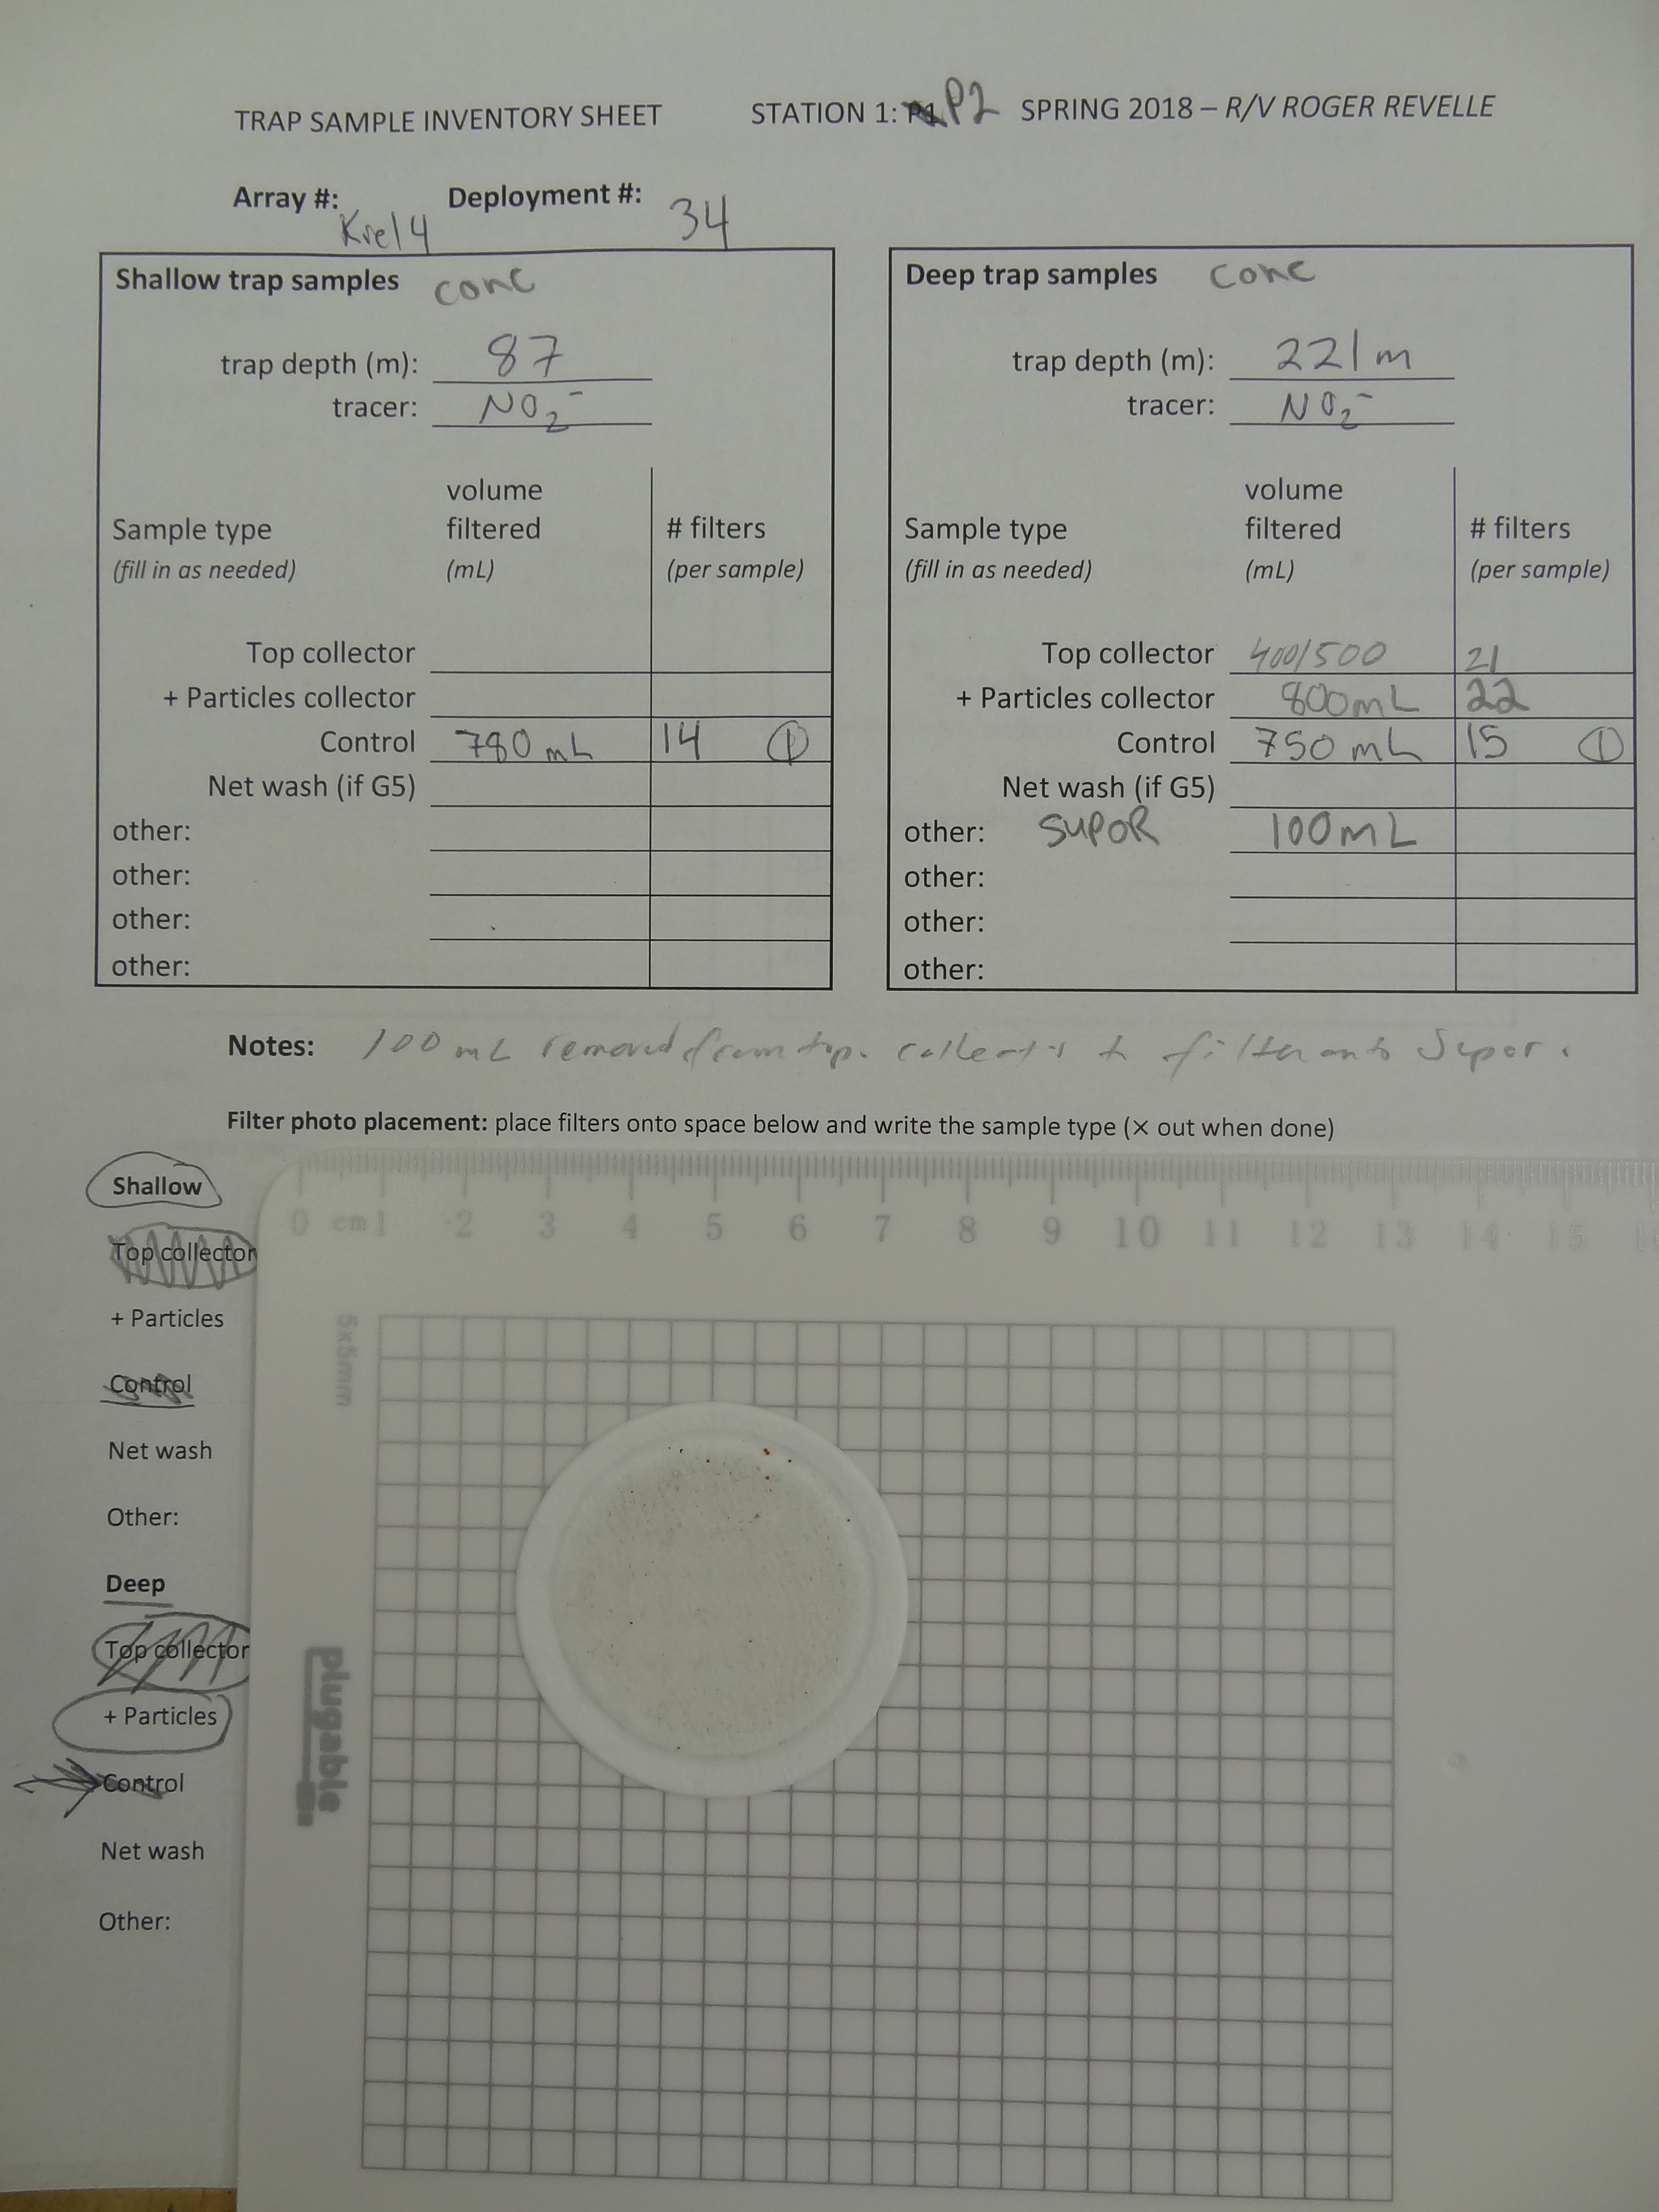 TRAP SAMPLE INVENTORY SHEET STATION 1: P1 P2 SPRING 2018 – R/V ROGER REVELLE
Array #: Deployment #: 34
Shallow trap samples conc
trap depth (m): 87
tracer: NO2-
volume
Sample type filtered # filters
(fill in as needed) (mL) (per sample)
Top collector
+ Particles collector
Control 780 mL 14 1
Net wash (if G5)
other:
other:
other:
other:
Deep trap samples conc
trap depth (m): 221m
tracer: NO2-
volume
Sample type filtered # filters
(fill in as needed) (mL) (per sample)
Top collector 400/500 21
+ Particles collector 800mL 22
Control 750 mL 15 1
Net wash (if G5)
other: SUPOR 100mL
other:
other:
other:
Notes: 100 mL removed from top collectors to filter onto Supor.
Filter photo placement: place filters onto space below and write the sample type (× out when done)
Shallow
Top collector
+ Particles
Control
Net wash
Other:
Deep
Top collector
+ Particles
Control
Net wash
Other:
0 cm1 2 3 4 5 6 7 8 9 10 11 12 13 14 15
5x5mm
plugable